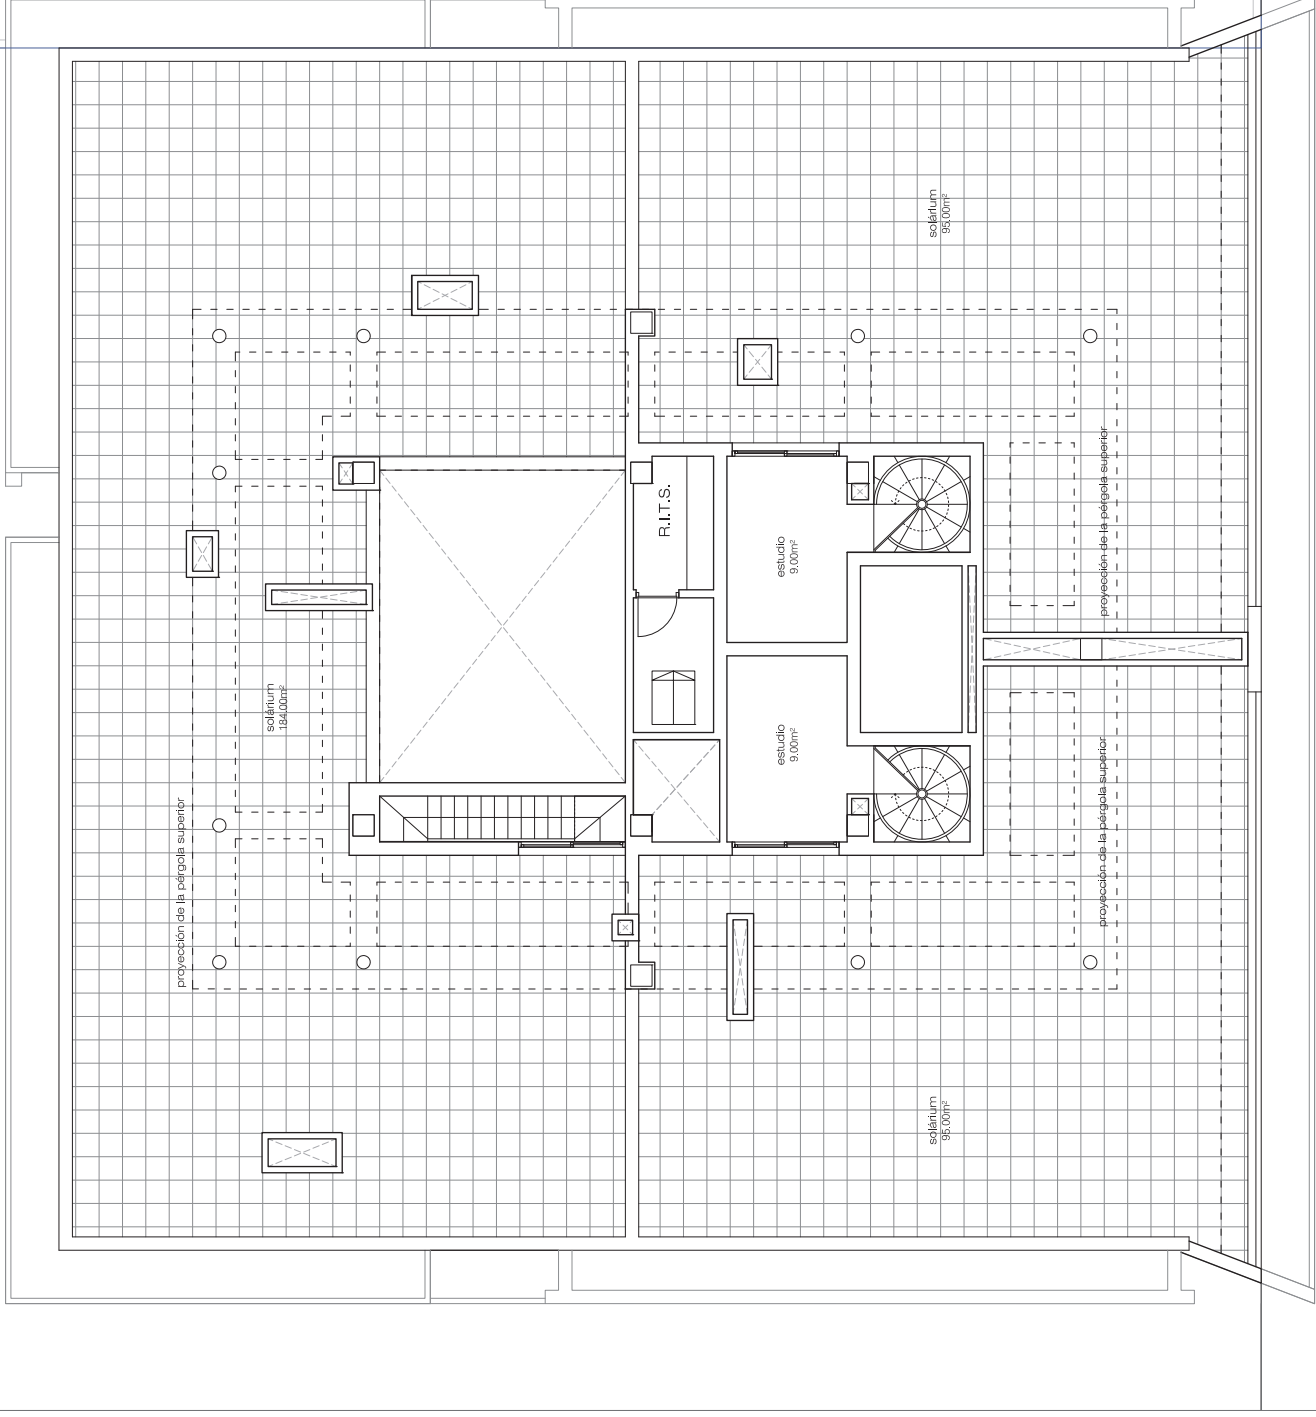 solárium
95.00m²
R.I.T.S.
estudio
9.00m²
proyección de la pérgola superior
solárium
184.00m²
estudio
9.00m²
proyección de la pérgola superior
proyección de la pérgola superior
solárium
95.00m²